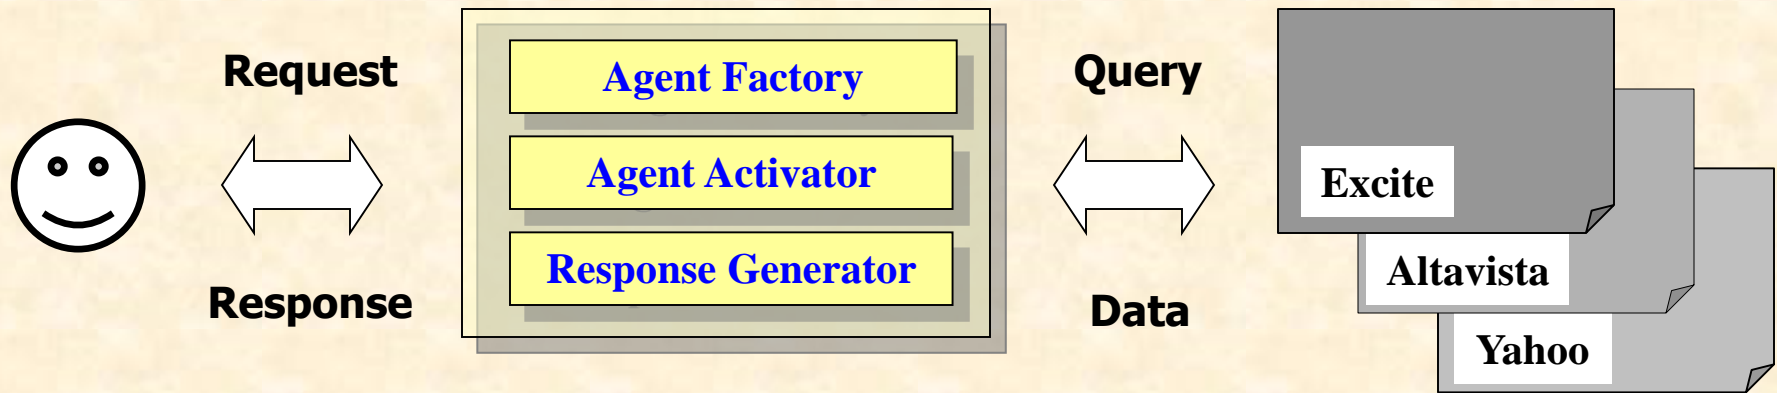 Request
Response
Agent Factory
Agent Activator
Response Generator
Query
Data
Excite
Altavista
Yahoo